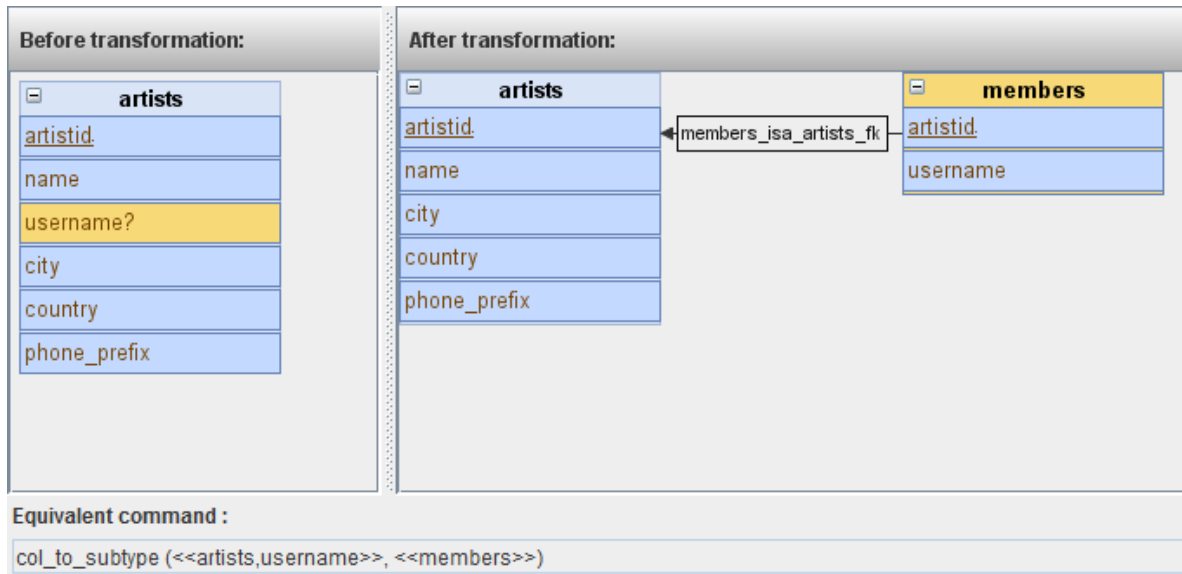 Before transformation:
artists
artistid
name
username?
city
country
phone_prefix
After transformation:
artists
artistid
name
city
country
phone_prefix
members_isa_artists_fk
members
artistid
username
Equivalent command :
col_to_subtype (<<artists,username>>, <<members>>)